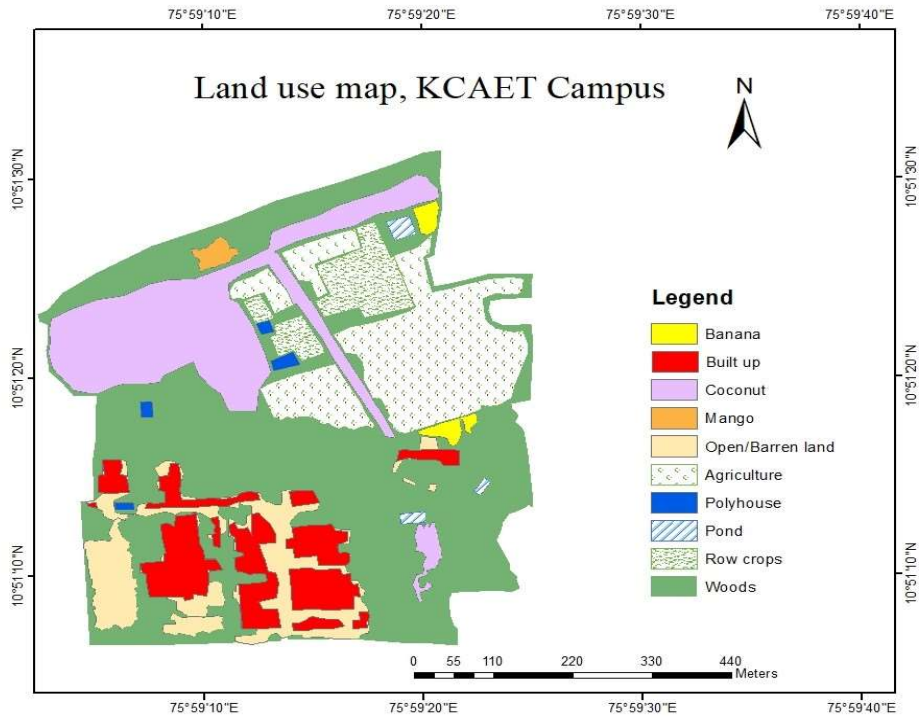 75°59'10"E 75°59'20"E 75°59'30"E 75°59'40"E
Land use map, KCAET Campus
N
10°51'30"N 10°51'30"N
10°51'20"N 10°51'20"N
10°51'10"N 10°51'10"N
Legend
Banana
Built up
Coconut
Mango
Open/Barren land
Agriculture
Polyhouse
Pond
Row crops
Woods
0 55 110 220 330 440
Meters
75°59'10"E 75°59'20"E 75°59'30"E 75°59'40"E